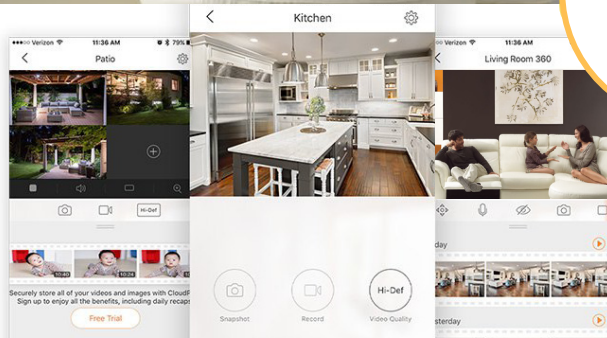 Verizon 11:36 AM 79%
Patio
Hi-Def
10:40 10:24
Securely store all of your videos and images with
Sign up to enjoy all the benefits, including daily recaps
Free Trial
Kitchen
Hi-Def
Snapshot
Record
Video Quality
Verizon 11:36 AM
Living Room 360
day
sterday